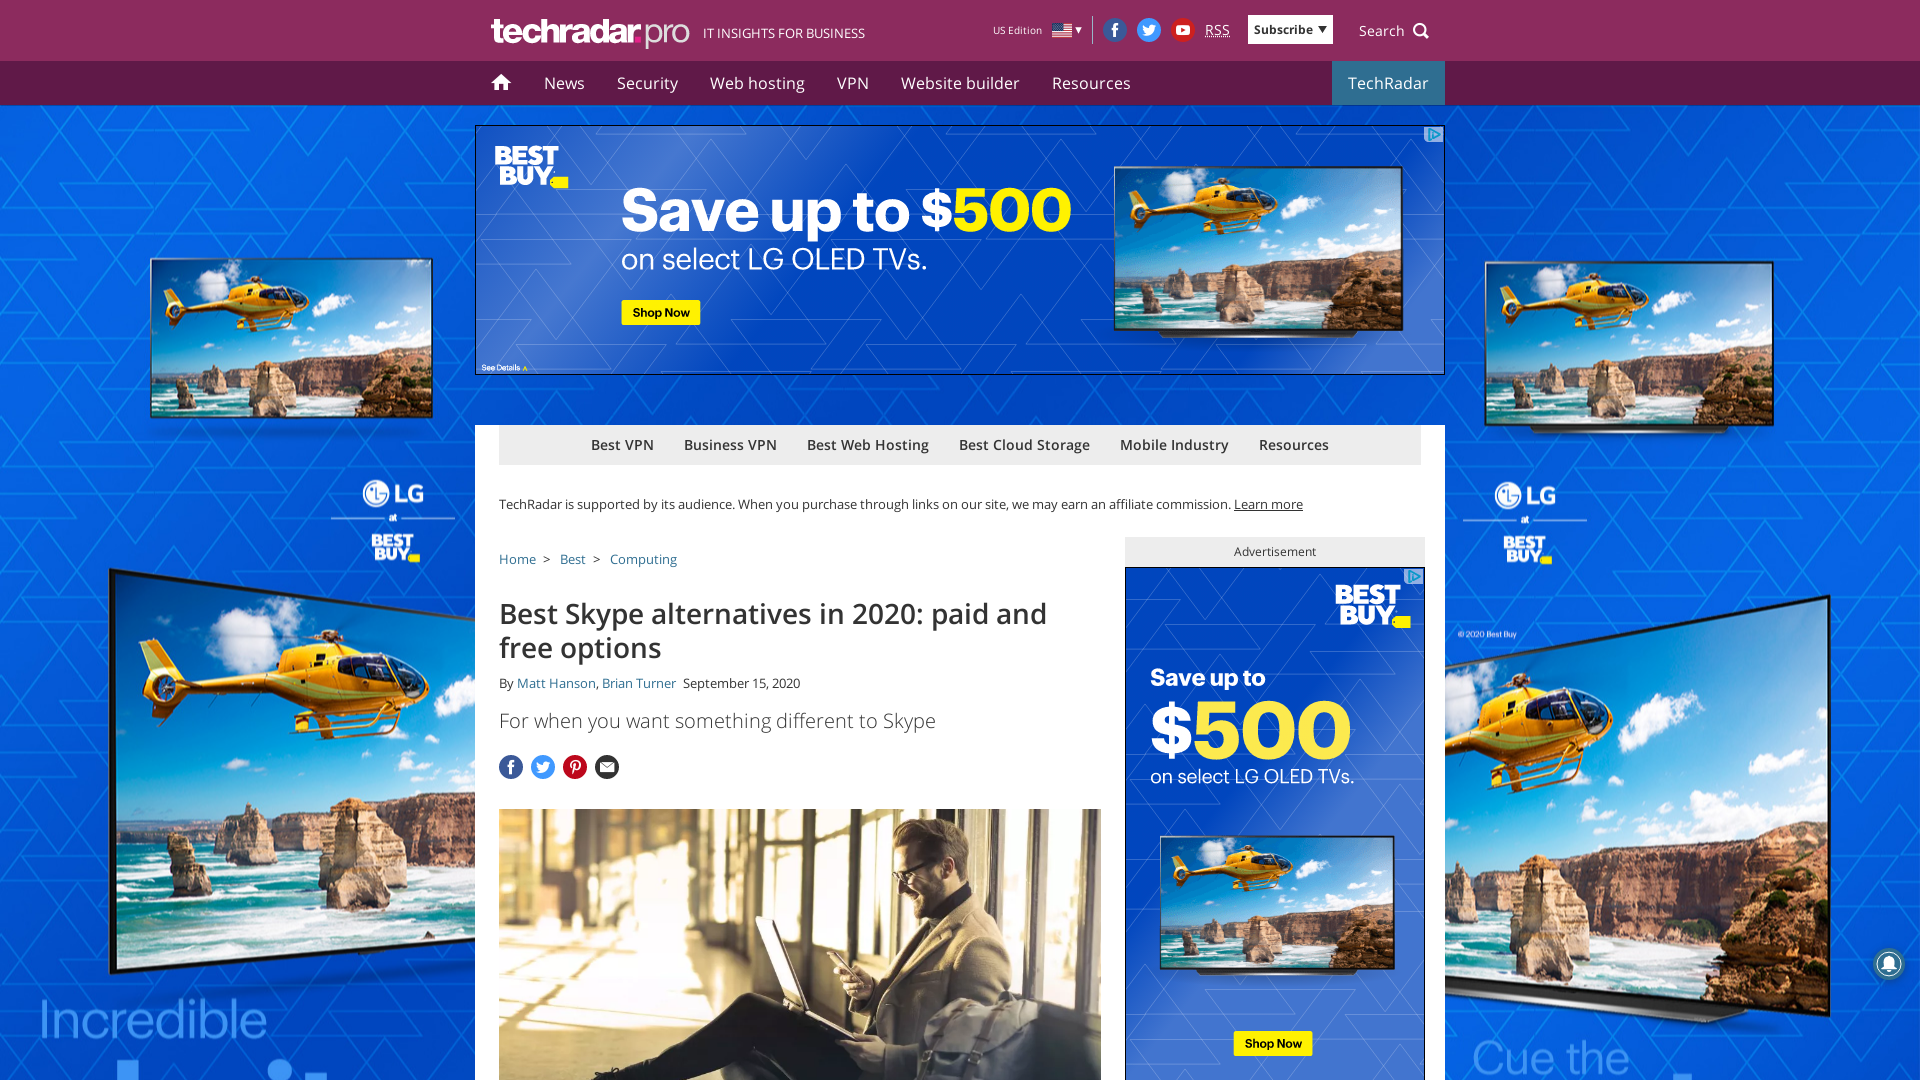 techradar.pro IT INSIGHTS FOR BUSINESS
US Edition
RSS
Subscribe
Search
News
Security
Web hosting
VPN
Website builder
Resources
TechRadar
BEST
BUY
Save up to $500
on select LG OLED TVs.
Shop Now
See Details
LG
at
BEST
BUY
Incredible
LG
at
BEST
BUY
© 2020 Best Buy
Cue the
Best VPN
Business VPN
Best Web Hosting
Best Cloud Storage
Mobile Industry
Resources
TechRadar is supported by its audience. When you purchase through links on our site, we may earn an affiliate commission. Learn more
Home > Best > Computing
Best Skype alternatives in 2020: paid and
free options
By Matt Hanson, Brian Turner September 15, 2020
For when you want something different to Skype
Advertisement
BEST
BUY
Save up to
$500
on select LG OLED TVs.
Shop Now